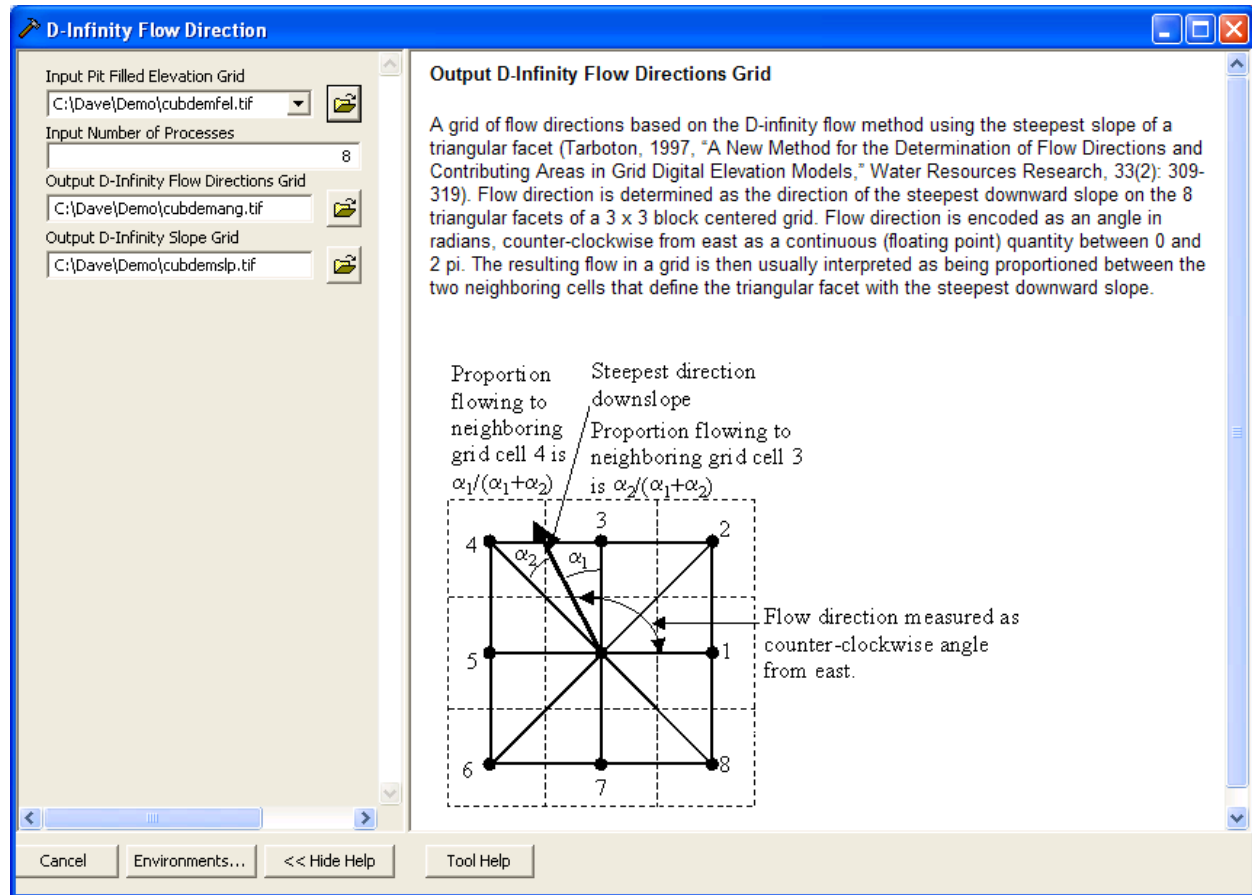 D-Infinity Flow Direction
Input Pit Filled Elevation Grid
C:\Dave\Demo\cubdemfel.tif
Input Number of Processes
8
Output D-Infinity Flow Directions Grid
C:\Dave\Demo\cubdemang.tif
Output D-Infinity Slope Grid
C:\Dave\Demo\cubdemslp.tif
Output D-Infinity Flow Directions Grid
A grid of flow directions based on the D-infinity flow method using the steepest slope of a
triangular facet (Tarboton, 1997, “A New Method for the Determination of Flow Directions and
Contributing Areas in Grid Digital Elevation Models,” Water Resources Research, 33(2): 309-
319). Flow direction is determined as the direction of the steepest downward slope on the 8
triangular facets of a 3 x 3 block centered grid. Flow direction is encoded as an angle in
radians, counter-clockwise from east as a continuous (floating point) quantity between 0 and
2 pi. The resulting flow in a grid is then usually interpreted as being proportioned between the
two neighboring cells that define the triangular facet with the steepest downward slope.
Proportion
flowing to
neighboring
grid cell 4 is
α1/(α1+α2)
Steepest direction
downslope
Proportion flowing to
neighboring grid cell 3
is α2/(α1+α2)
4
3
2
α2
α1
Flow direction measured as
counter-clockwise angle
from east.
5
1
6
7
8
Cancel
Environments...
<< Hide Help
Tool Help